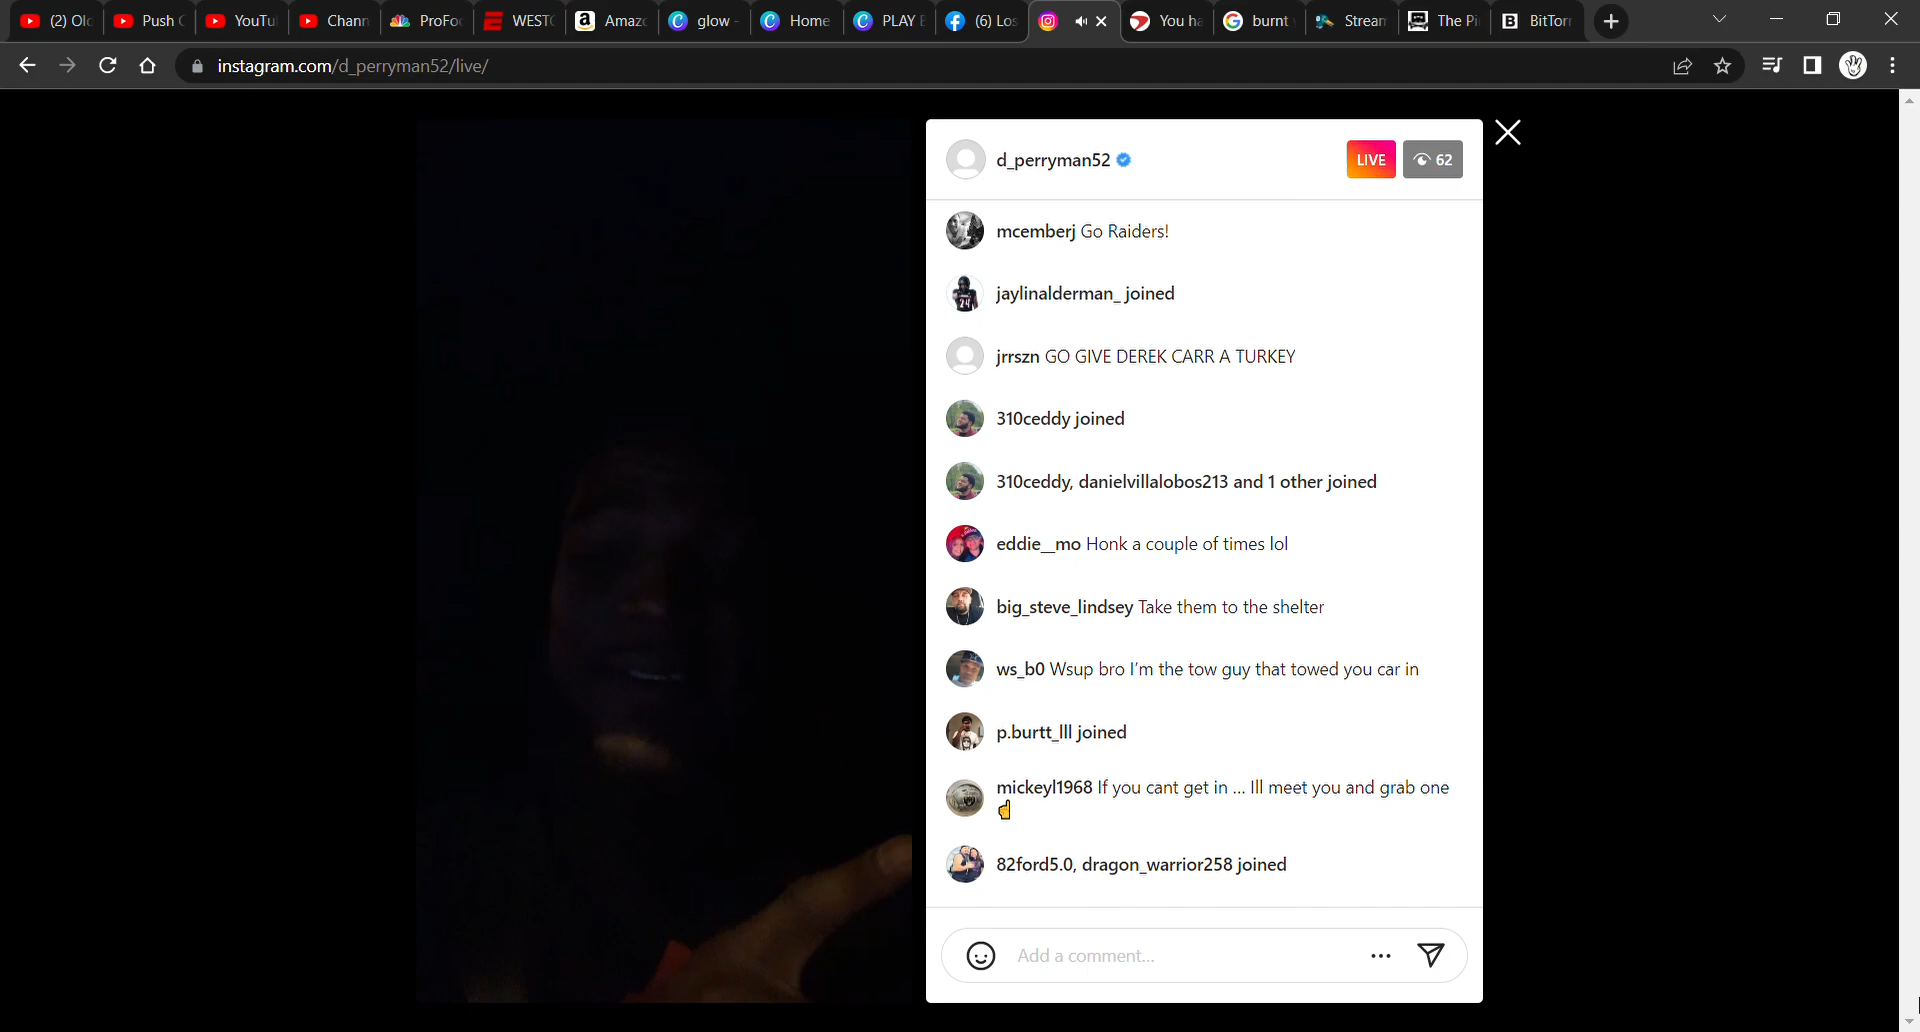 (2) Ol
Push
YouTu
Chann
ProFo
WEST
Amaz
glow
Home
PLAY
(6) Los
You ha
burnt
Stream
The Pi
BitTor
instagram.com/d_perryman52/live/
d_perryman52
LIVE
62
mcemberj Go Raiders!
jaylinalderman_ joined
jrrszn GO GIVE DEREK CARR A TURKEY
310ceddy joined
310ceddy, danielvillalobos213 and 1 other joined
eddie__mo Honk a couple of times lol
big_steve_lindsey Take them to the shelter
ws_b0 Wsup bro I'm the tow guy that towed you car in
p.burtt_lll joined
mickeyl1968 If you cant get in ... Ill meet you and grab one
☝
82ford5.0, dragon_warrior258 joined
Add a comment...